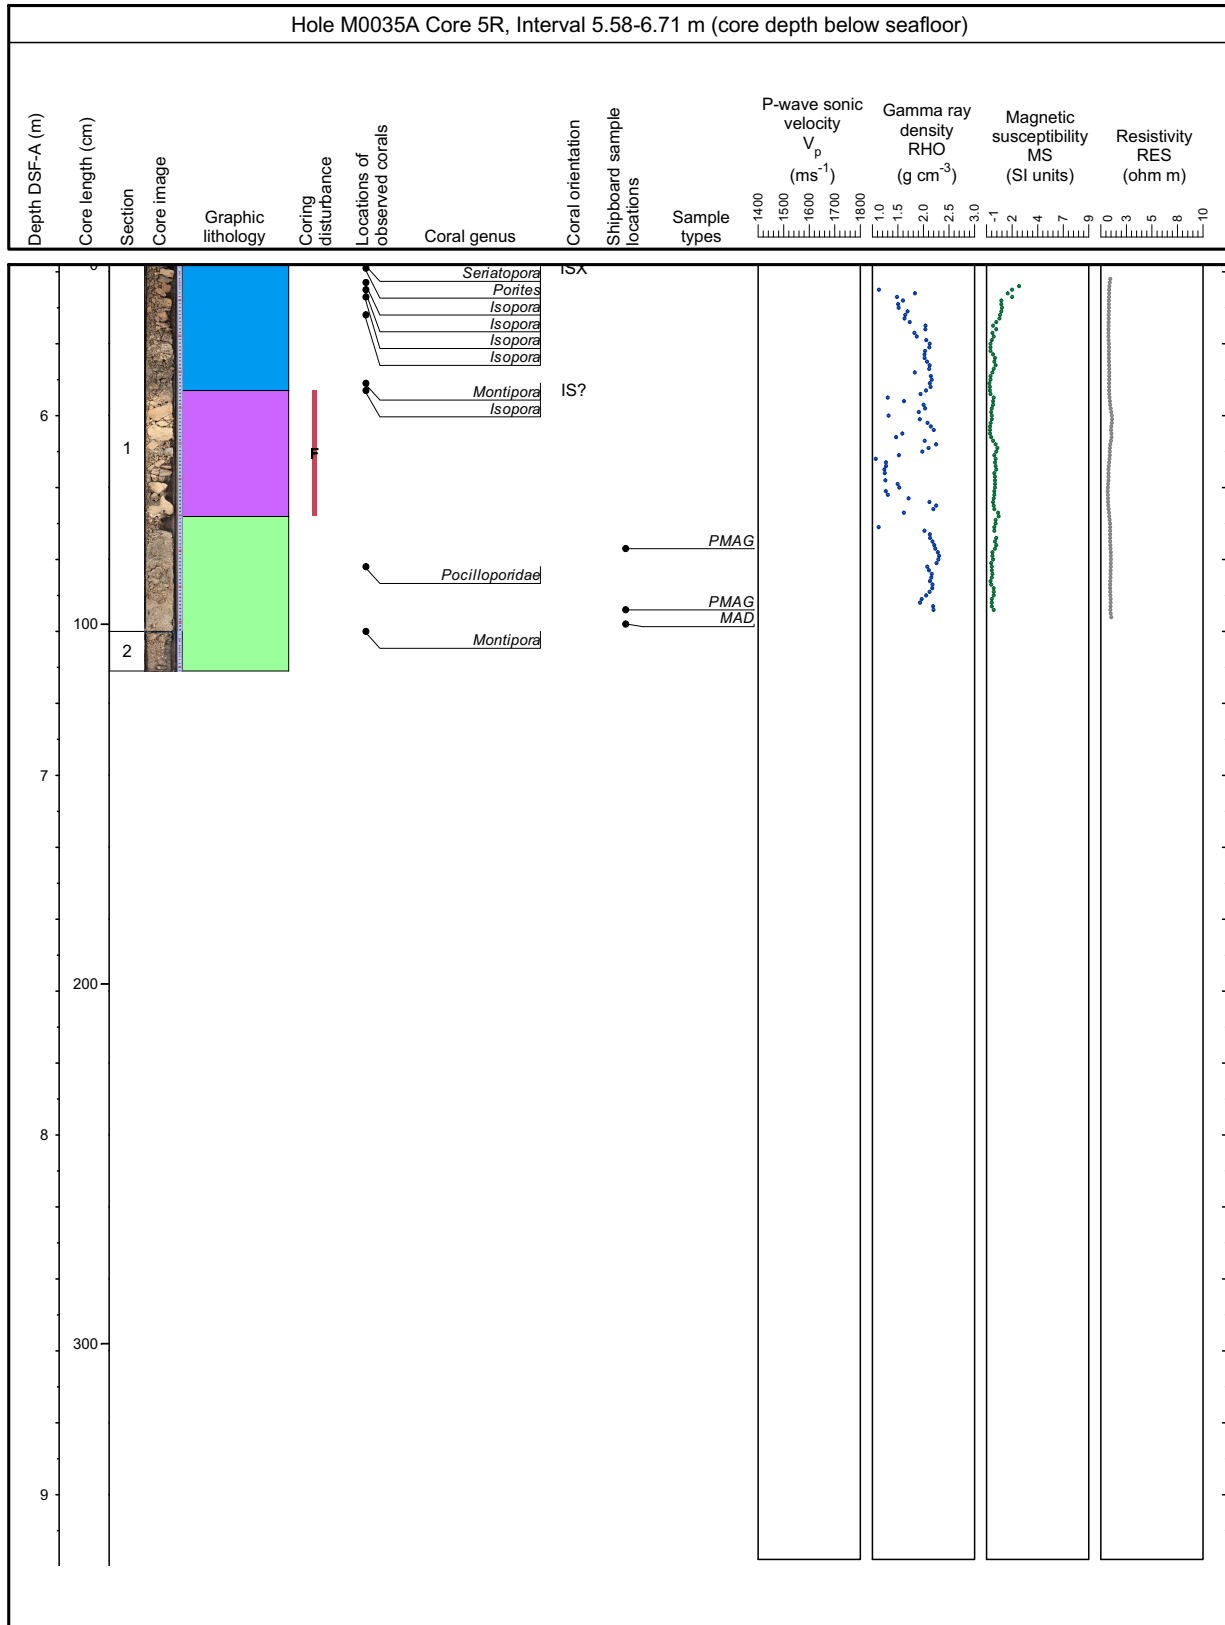 Hole M0035A Core 5R, Interval 5.58-6.71 m (core depth below seafloor)
Depth DSF-A (m)
Core length (cm)
Section
Core image
Graphic
lithology
Coring
disturbance
Locations of
observed corals
Coral genus
Coral orientation
Shipboard sample
locations
Sample
types
P-wave sonic
velocity
Vp
(ms-1)
1400
1500
1600
1700
1800
Gamma ray
density
RHO
(g cm-3)
1.0
1.5
2.0
2.5
3.0
Magnetic
susceptibility
MS
(SI units)
-1
2
4
7
9
Resistivity
RES
(ohm m)
0
3
5
8
10
0
Seriatopora
ISX
Porites
Isopora
Isopora
Isopora
Isopora
Montipora
IS?
Isopora
6
1
F
PMAG
Pocilloporidae
PMAG
MAD
100
Montipora
2
7
200
8
300
9